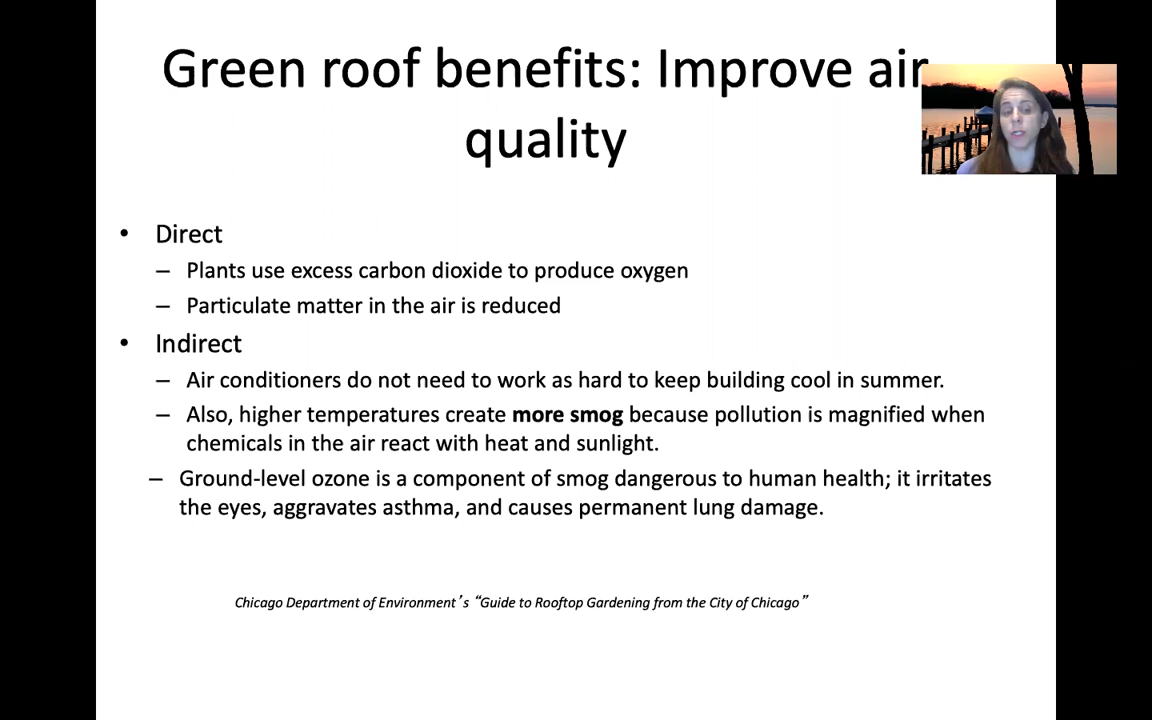 Green roof benefits: Improve air
quality
• Direct
– Plants use excess carbon dioxide to produce oxygen
– Particulate matter in the air is reduced
• Indirect
– Air conditioners do not need to work as hard to keep building cool in summer.
– Also, higher temperatures create more smog because pollution is magnified when
chemicals in the air react with heat and sunlight.
– Ground-level ozone is a component of smog dangerous to human health; it irritates
the eyes, aggravates asthma, and causes permanent lung damage.
Chicago Department of Environment’s “Guide to Rooftop Gardening from the City of Chicago”